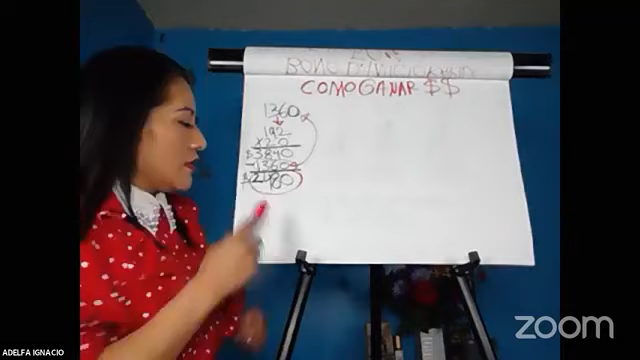 COMO GANAR $$
1360
192
x20
$3840
-1360
$2480
zoom
ADELFA IGNACIO